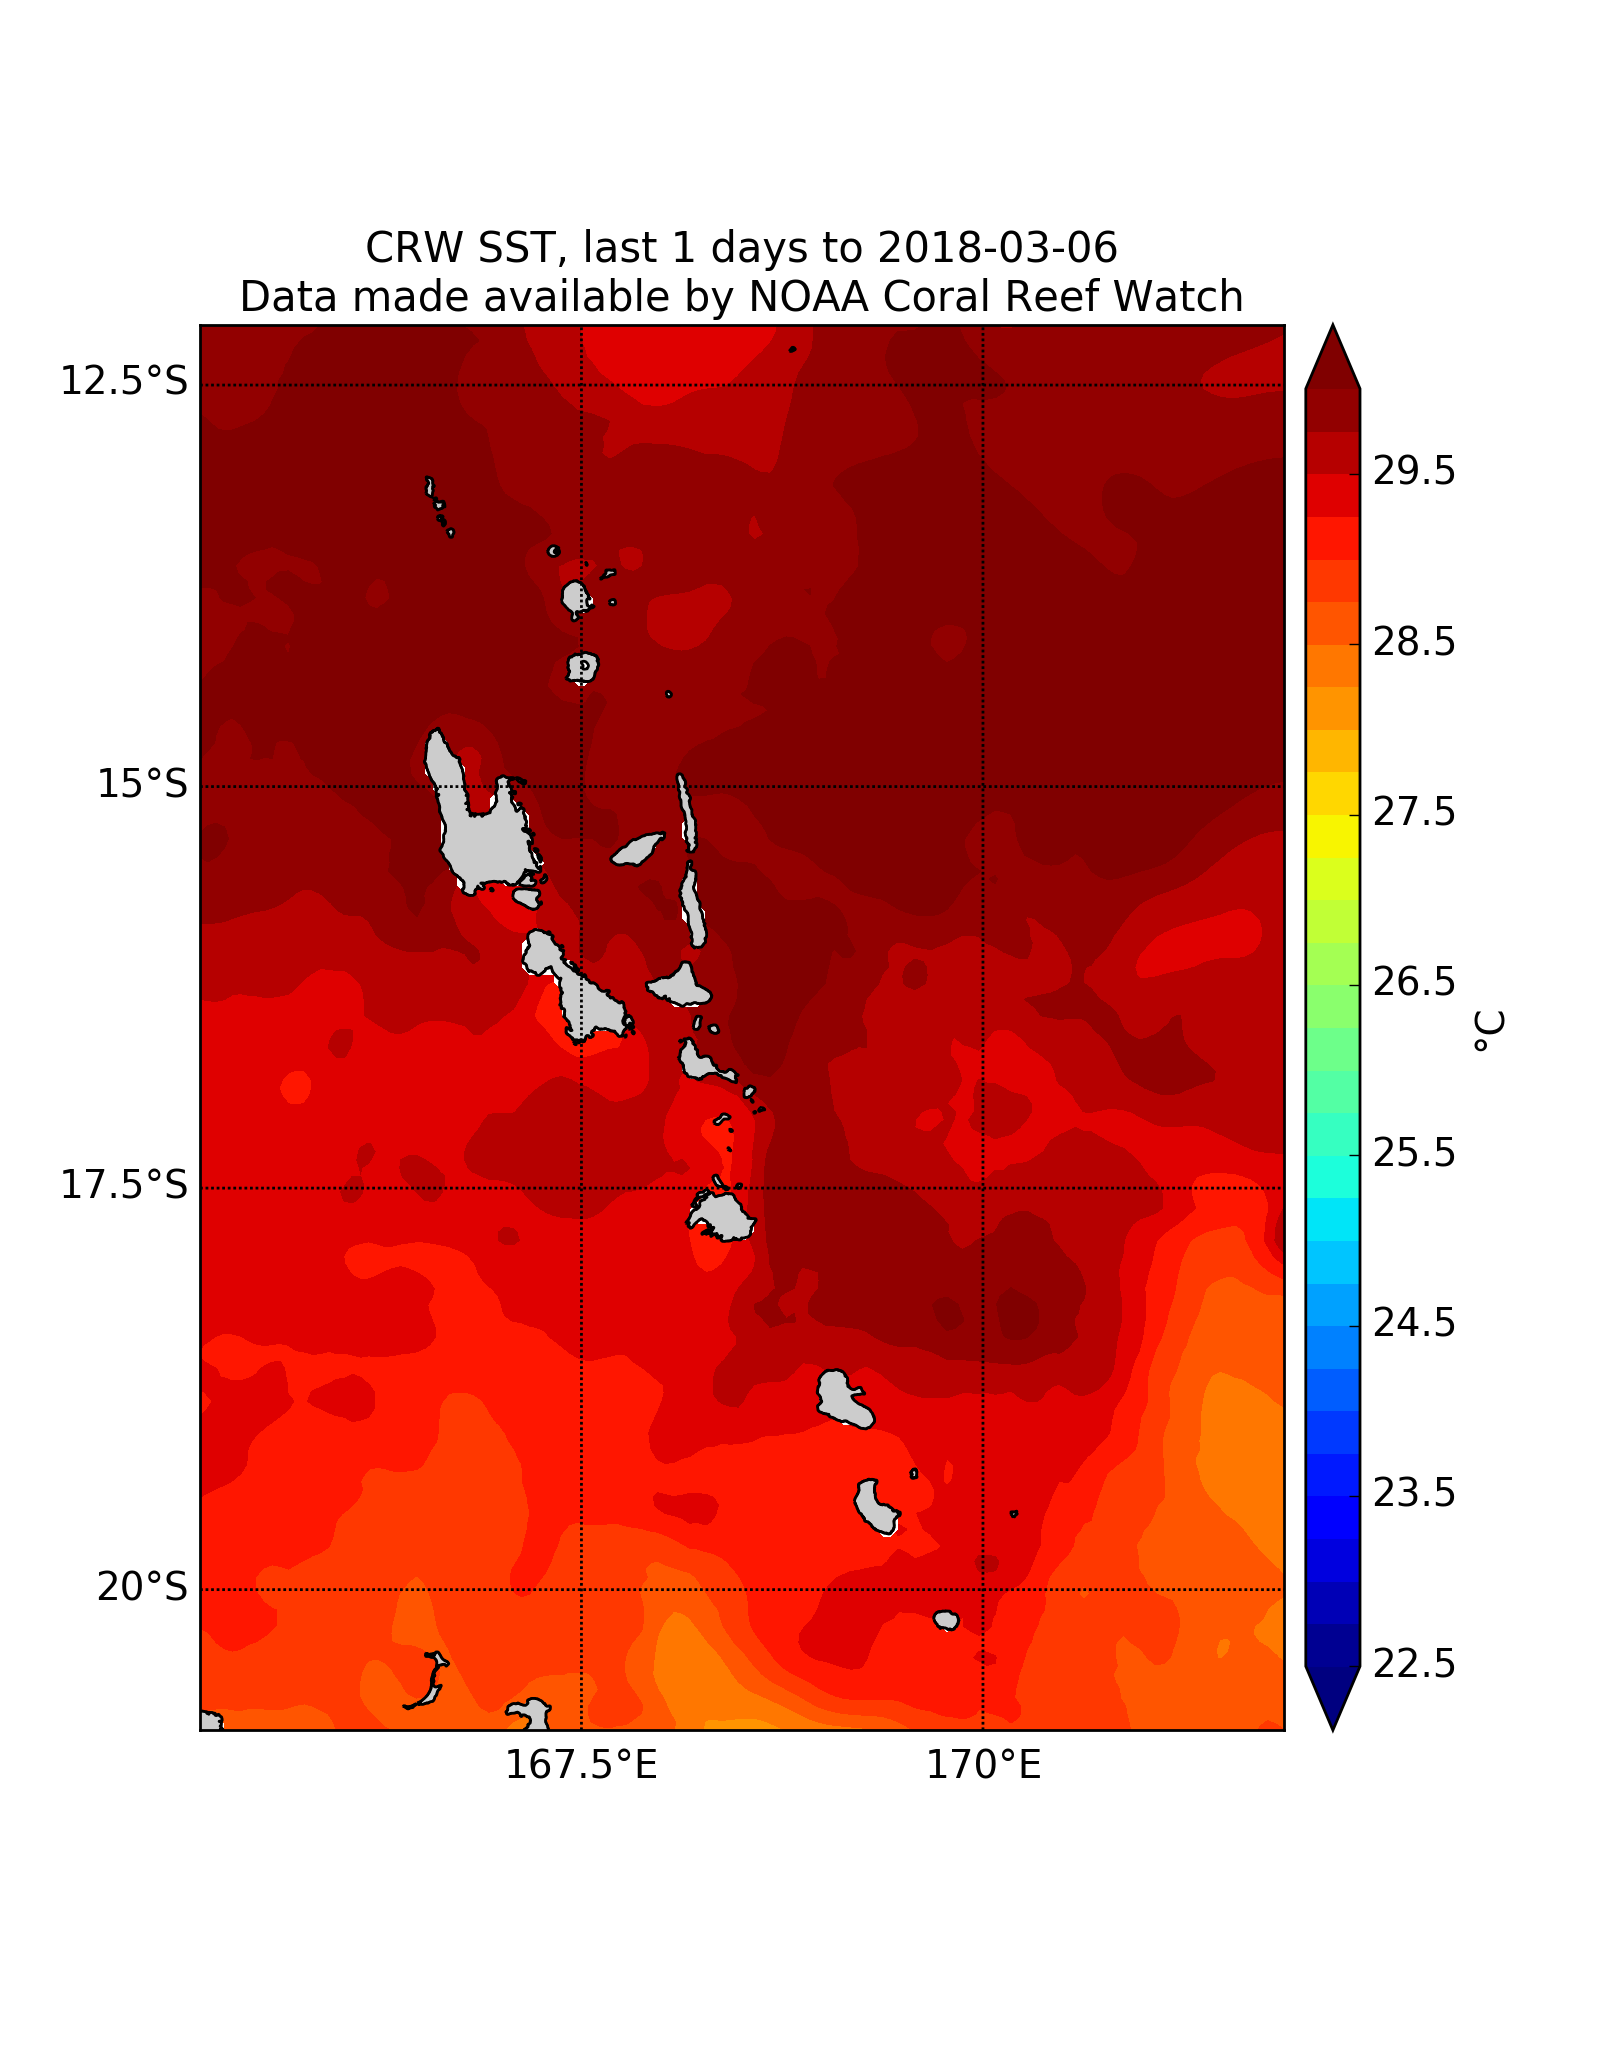 CRW SST, last 1 days to 2018-03-06
Data made available by NOAA Coral Reef Watch
12.5°S
15°S
17.5°S
20°S
167.5°E
170°E
29.5
28.5
27.5
26.5
25.5
24.5
23.5
22.5
°C